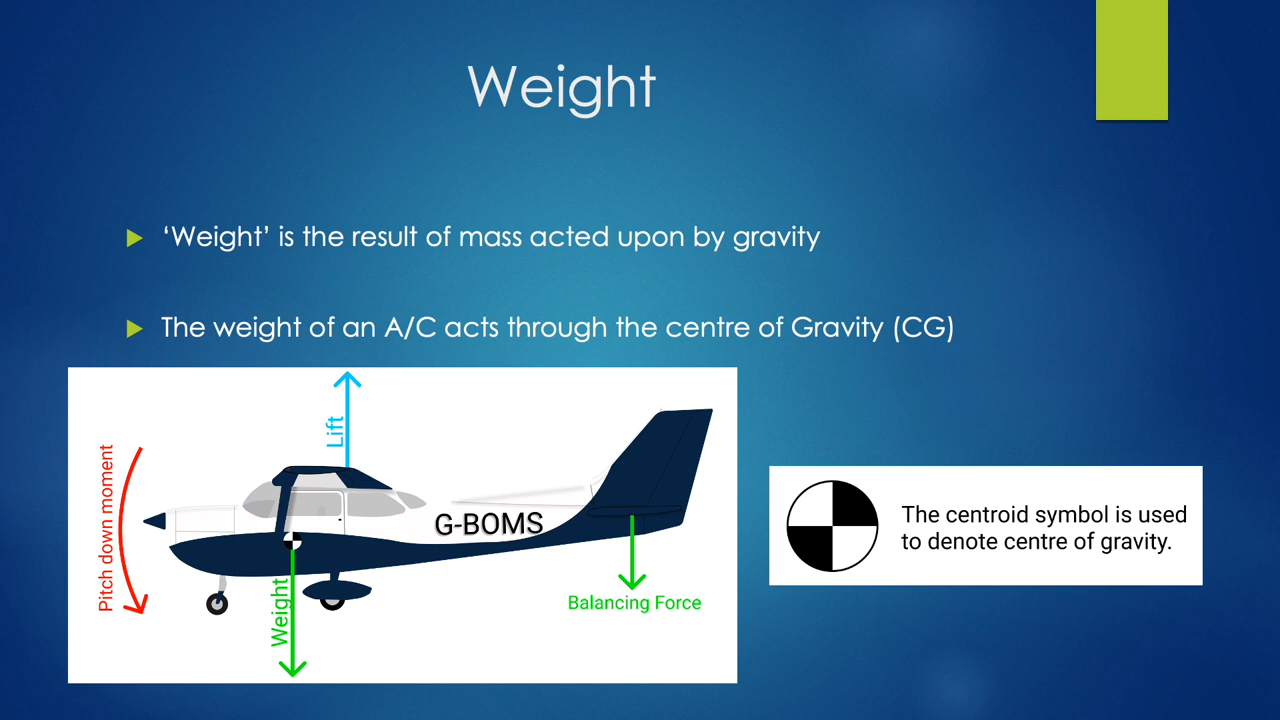 Weight
‘Weight’ is the result of mass acted upon by gravity
The weight of an A/C acts through the centre of Gravity (CG)
Lift
Pitch down moment
G-BOMS
Weight
Balancing Force
The centroid symbol is used
to denote centre of gravity.